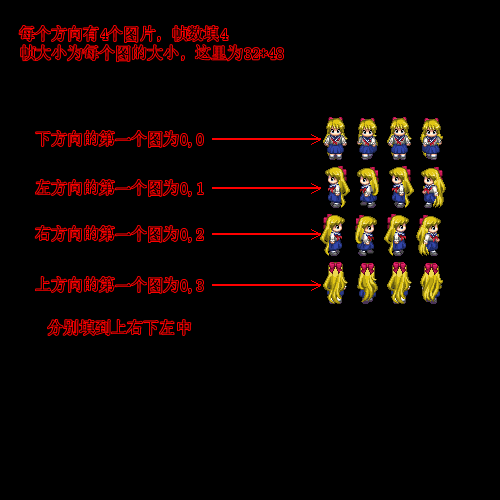 每个方向有4个图片，帧数填4
帧大小为每个图的大小，这里为32*48
下方向的第一个图为0, 0
左方向的第一个图为0, 1
右方向的第一个图为0, 2
上方向的第一个图为0, 3
分别填到上右下左中